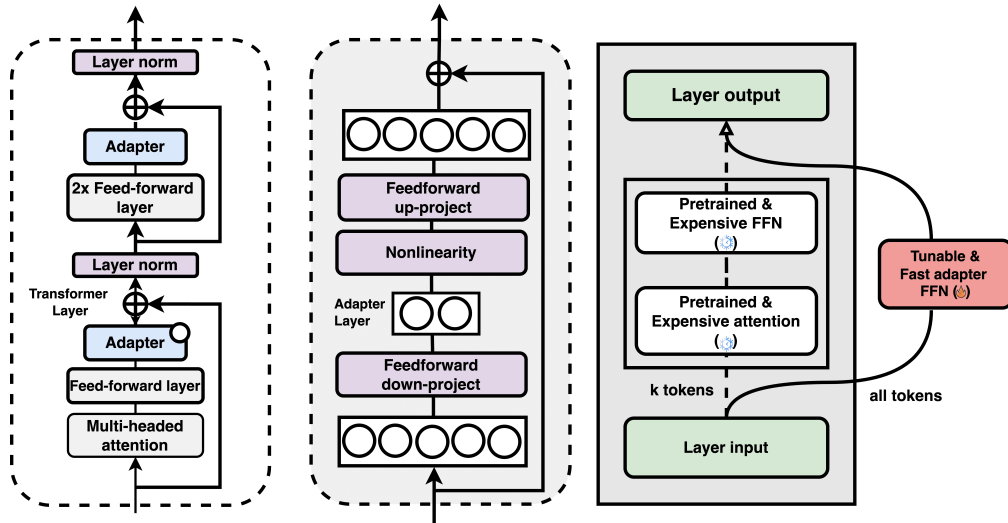 Layer norm
Adapter
2x Feed-forward
layer
Layer norm
Transformer
Layer
Adapter
Feed-forward layer
Multi-headed
attention
Feedforward
up-project
Nonlinearity
Adapter
Layer
Feedforward
down-project
Layer output
Pretrained &
Expensive FFN
()
Pretrained &
Expensive attention
()
Tunable &
Fast adapter
FFN ()
k tokens
all tokens
Layer input